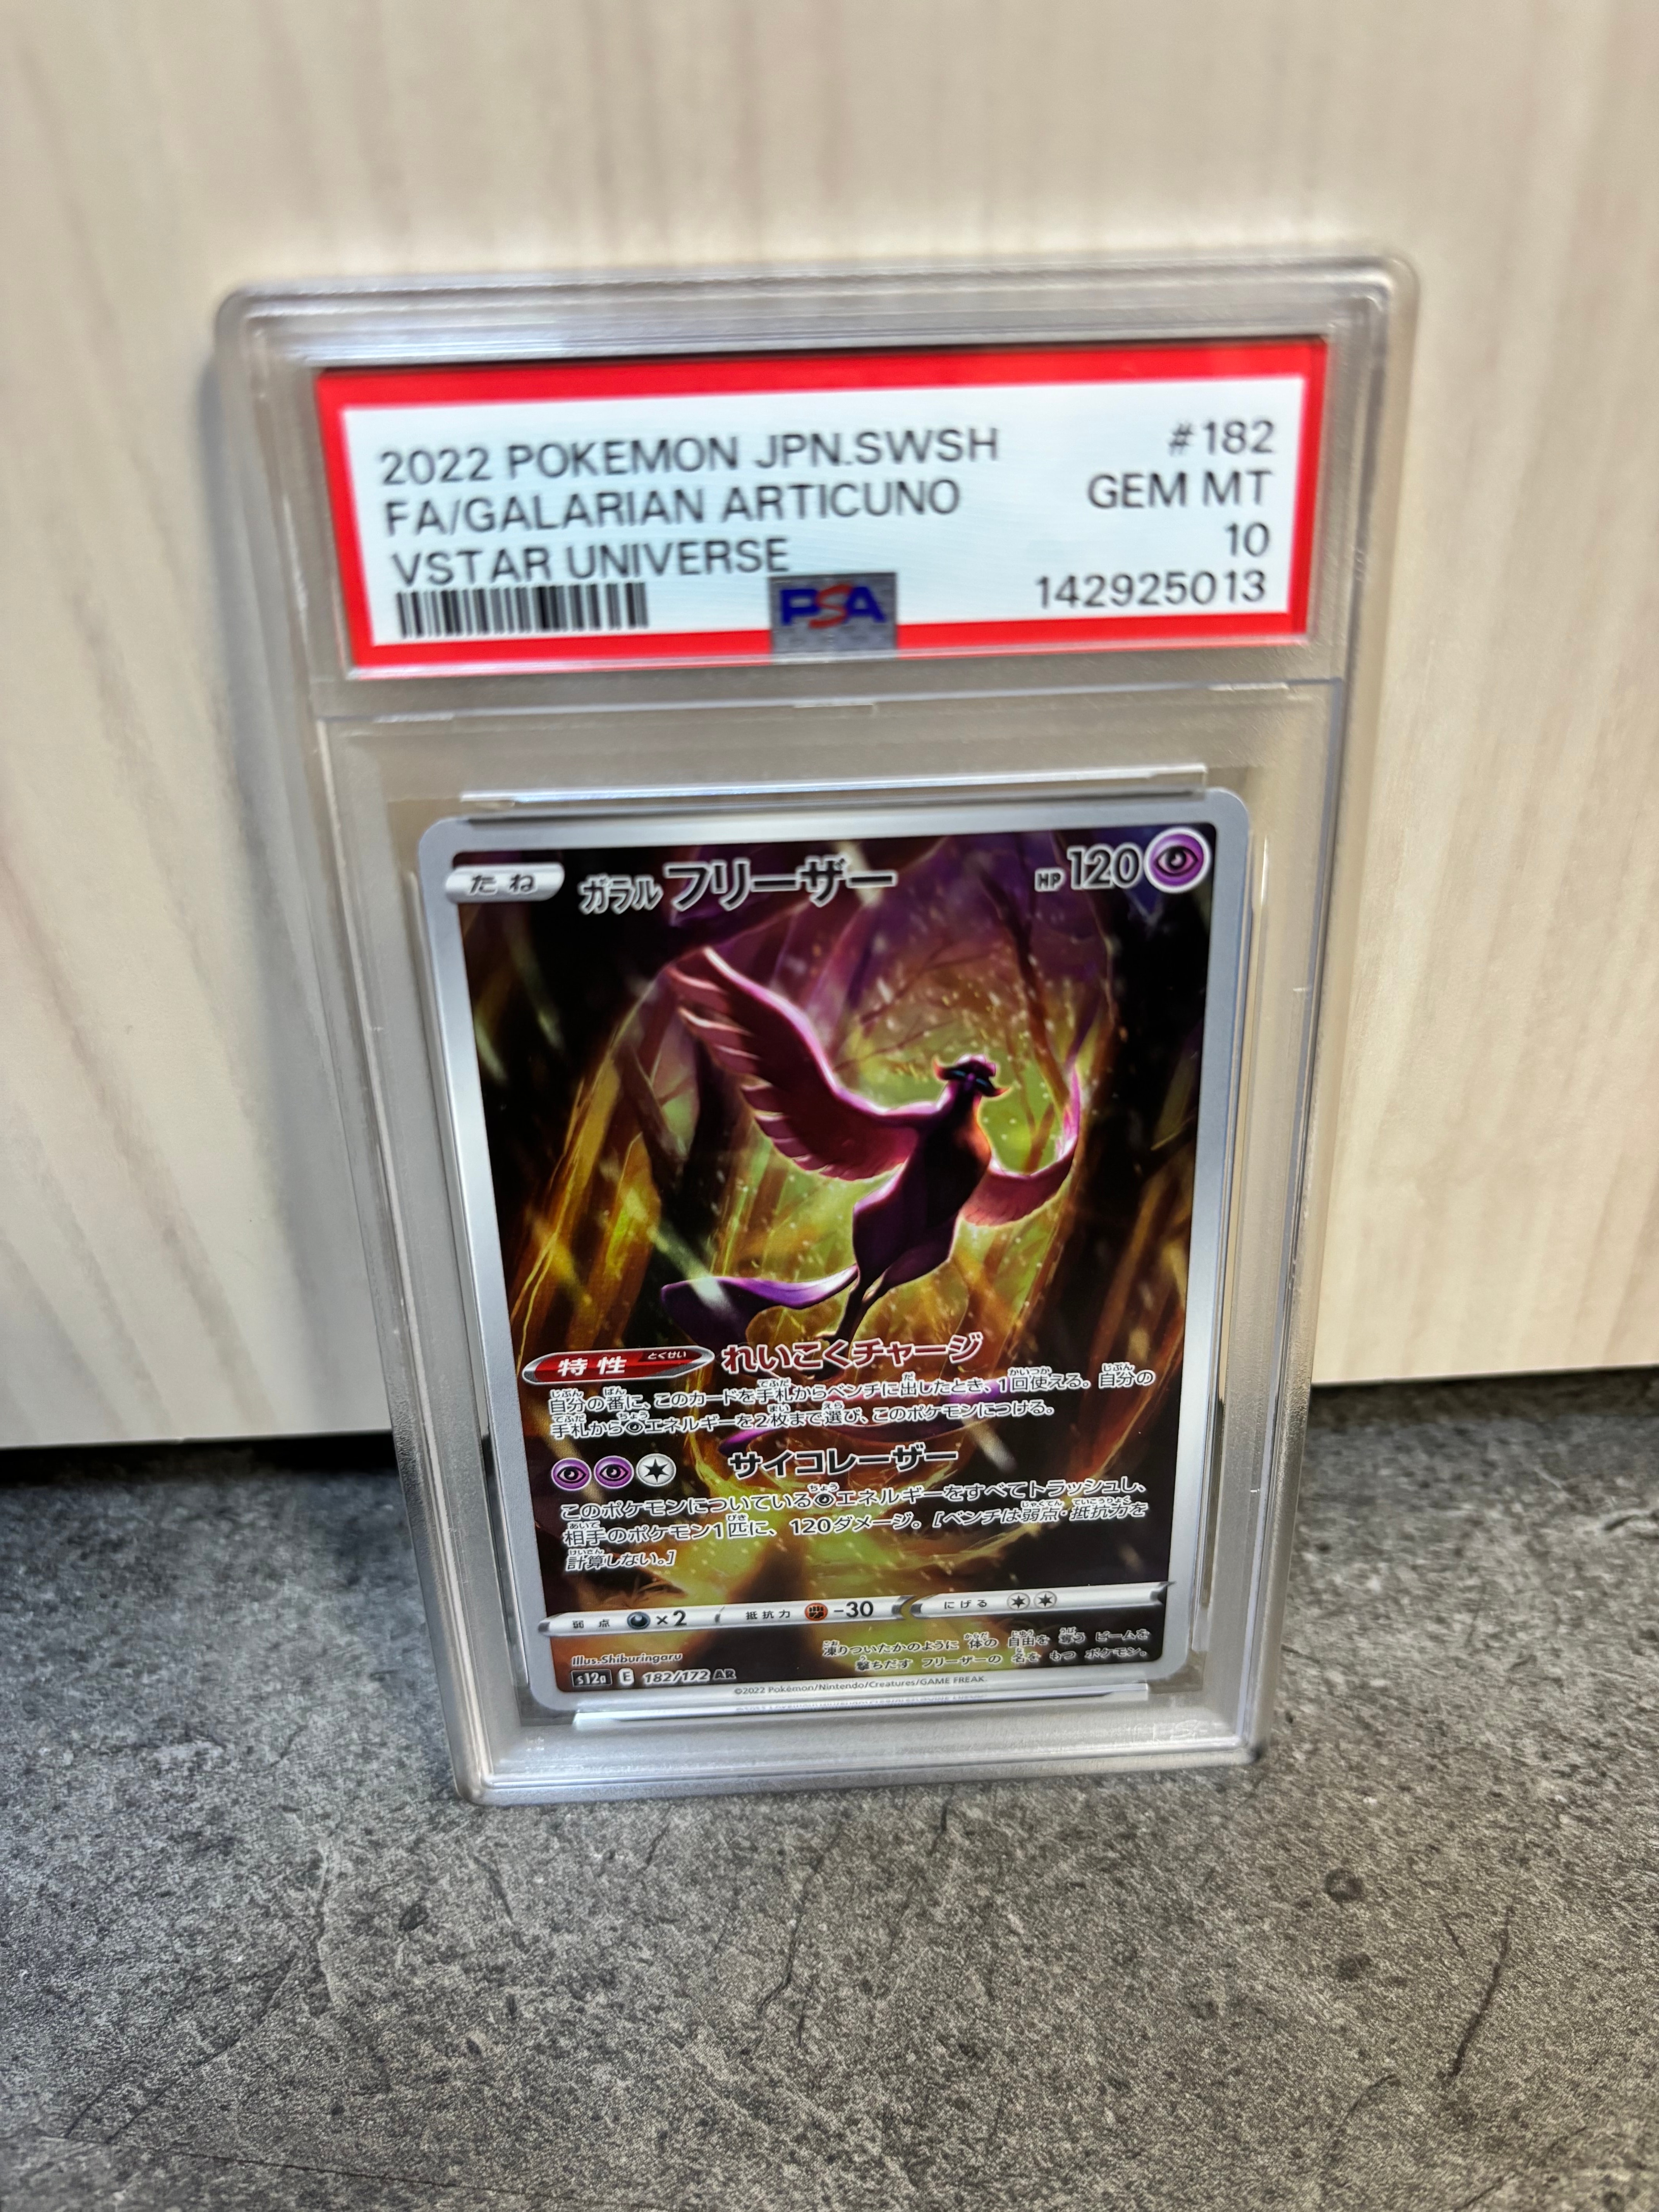 2022 POKEMON JPN.SWSH #182
FA/GALARIAN ARTICUNO GEM MT
VSTAR UNIVERSE 10
PSA 142925013
たね ガラル フリーザー HP 120
特性 とくせい れいこくチャージ
自分の番に、このカードを手札からベンチに出したとき、1回使える。自分の
手札から エネルギーを2枚まで選び、このポケモンにつける。
サイコレーザー
このポケモンについている エネルギーをすべてトラッシュし、
相手のポケモン1匹に、120ダメージ。[ベンチは弱点・抵抗力を
計算しない。]
弱点 ×2 抵抗力 -30 にげる
凍りついたかのように 体の 自由を 奪う ビームを
Illus.Shiburingaru 撃ちだす フリーザーの 名を もつ ポケモン。
s12a E 182/172 AR
©2022 Pokémon/Nintendo/Creatures/GAME FREAK.